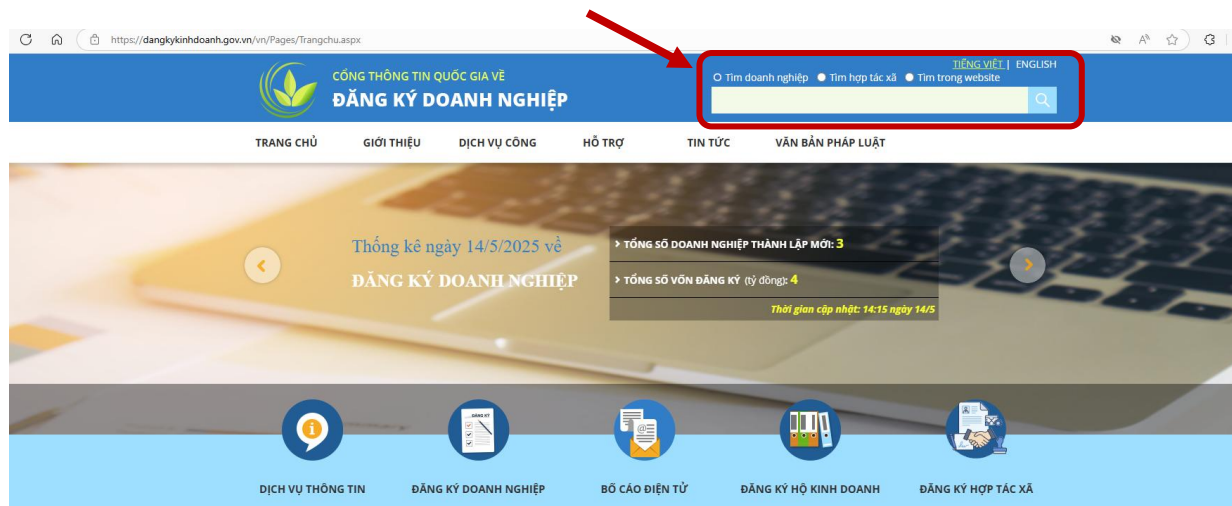 https://dangkykinhdoanh.gov.vn/vn/Pages/Trangchu.aspx
TIẾNG VIỆT | ENGLISH
CỔNG THÔNG TIN QUỐC GIA VỀ
ĐĂNG KÝ DOANH NGHIỆP
Tìm doanh nghiệp Tìm hợp tác xã Tìm trong website
TRANG CHỦ GIỚI THIỆU DỊCH VỤ CÔNG HỖ TRỢ TIN TỨC VĂN BẢN PHÁP LUẬT
Thống kê ngày 14/5/2025 về
ĐĂNG KÝ DOANH NGHIỆP
› TỔNG SỐ DOANH NGHIỆP THÀNH LẬP MỚI: 3
› TỔNG SỐ VỐN ĐĂNG KÝ (tỷ đồng): 4
Thời gian cập nhật: 14:15 ngày 14/5
ĐĂNG KÝ
DỊCH VỤ THÔNG TIN ĐĂNG KÝ DOANH NGHIỆP BỐ CÁO ĐIỆN TỬ ĐĂNG KÝ HỘ KINH DOANH ĐĂNG KÝ HỢP TÁC XÃ